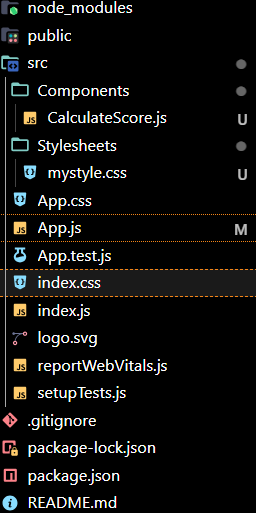 node_modules
public
src
Components
CalculateScore.js U
Stylesheets
mystyle.css U
App.css
App.js M
App.test.js
index.css
index.js
logo.svg
reportWebVitals.js
setupTests.js
.gitignore
package-lock.json
package.json
README.md